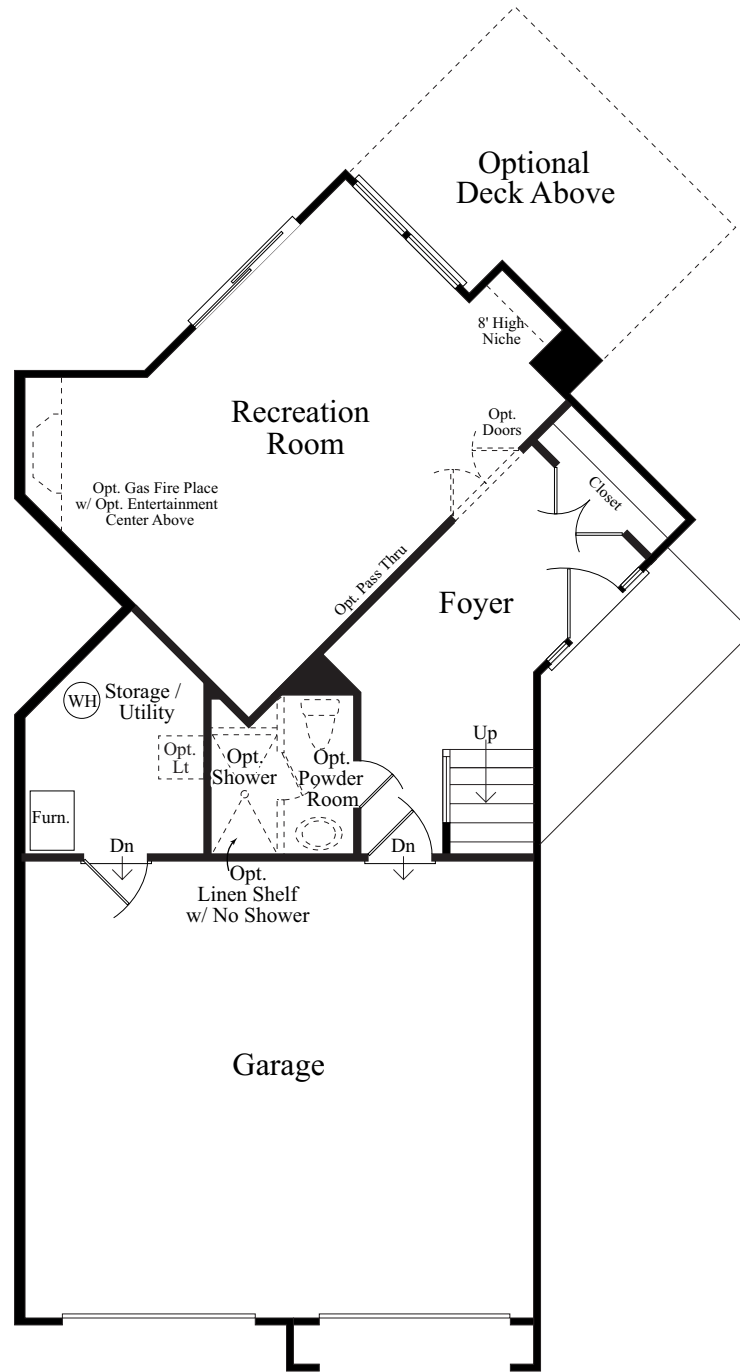 Optional
Deck Above
8' High
Niche
Recreation
Room
Opt.
Doors
Opt. Gas Fire Place
w/ Opt. Entertainment
Center Above
Closet
Opt. Pass Thru
Foyer
WH
Storage /
Utility
Up
Opt.
Lt
Opt.
Shower
Opt.
Powder
Room
Furn.
Dn
Dn
Opt.
Linen Shelf
w/ No Shower
Garage